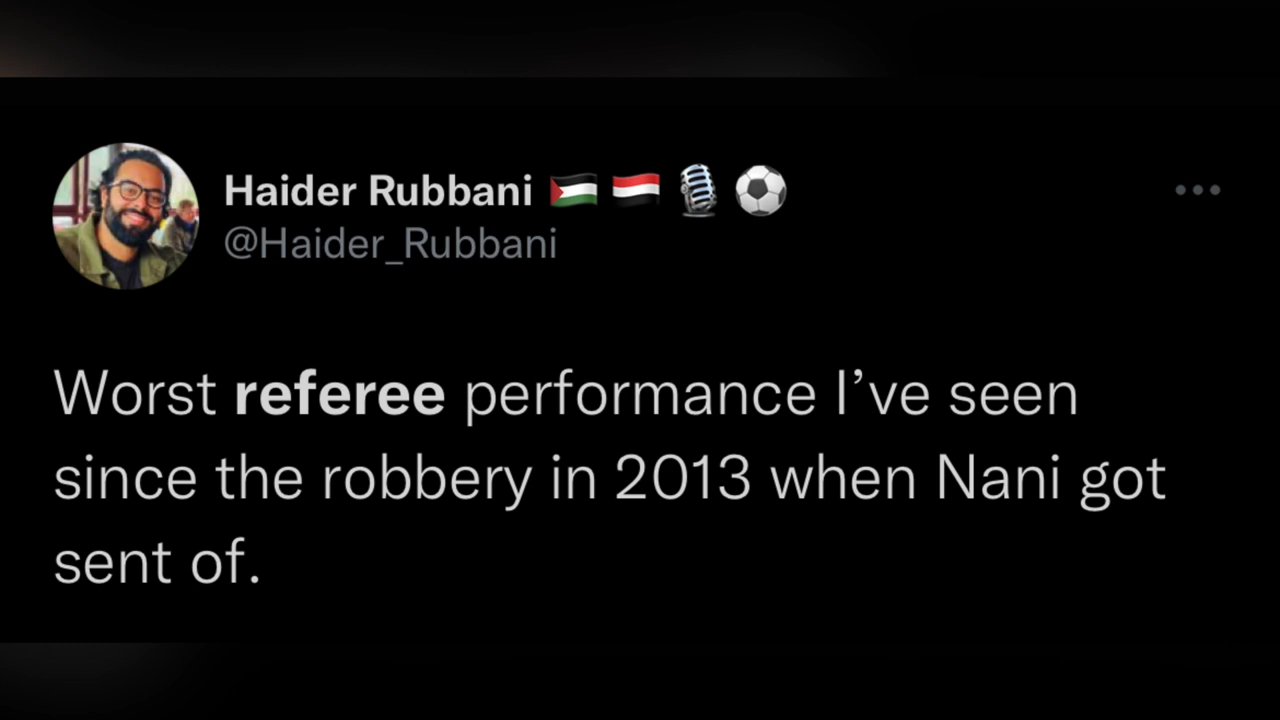 Haider Rubbani 🇵🇸 🇾🇪 🎙️ ⚽
@Haider_Rubbani
Worst referee performance I’ve seen
since the robbery in 2013 when Nani got
sent of.